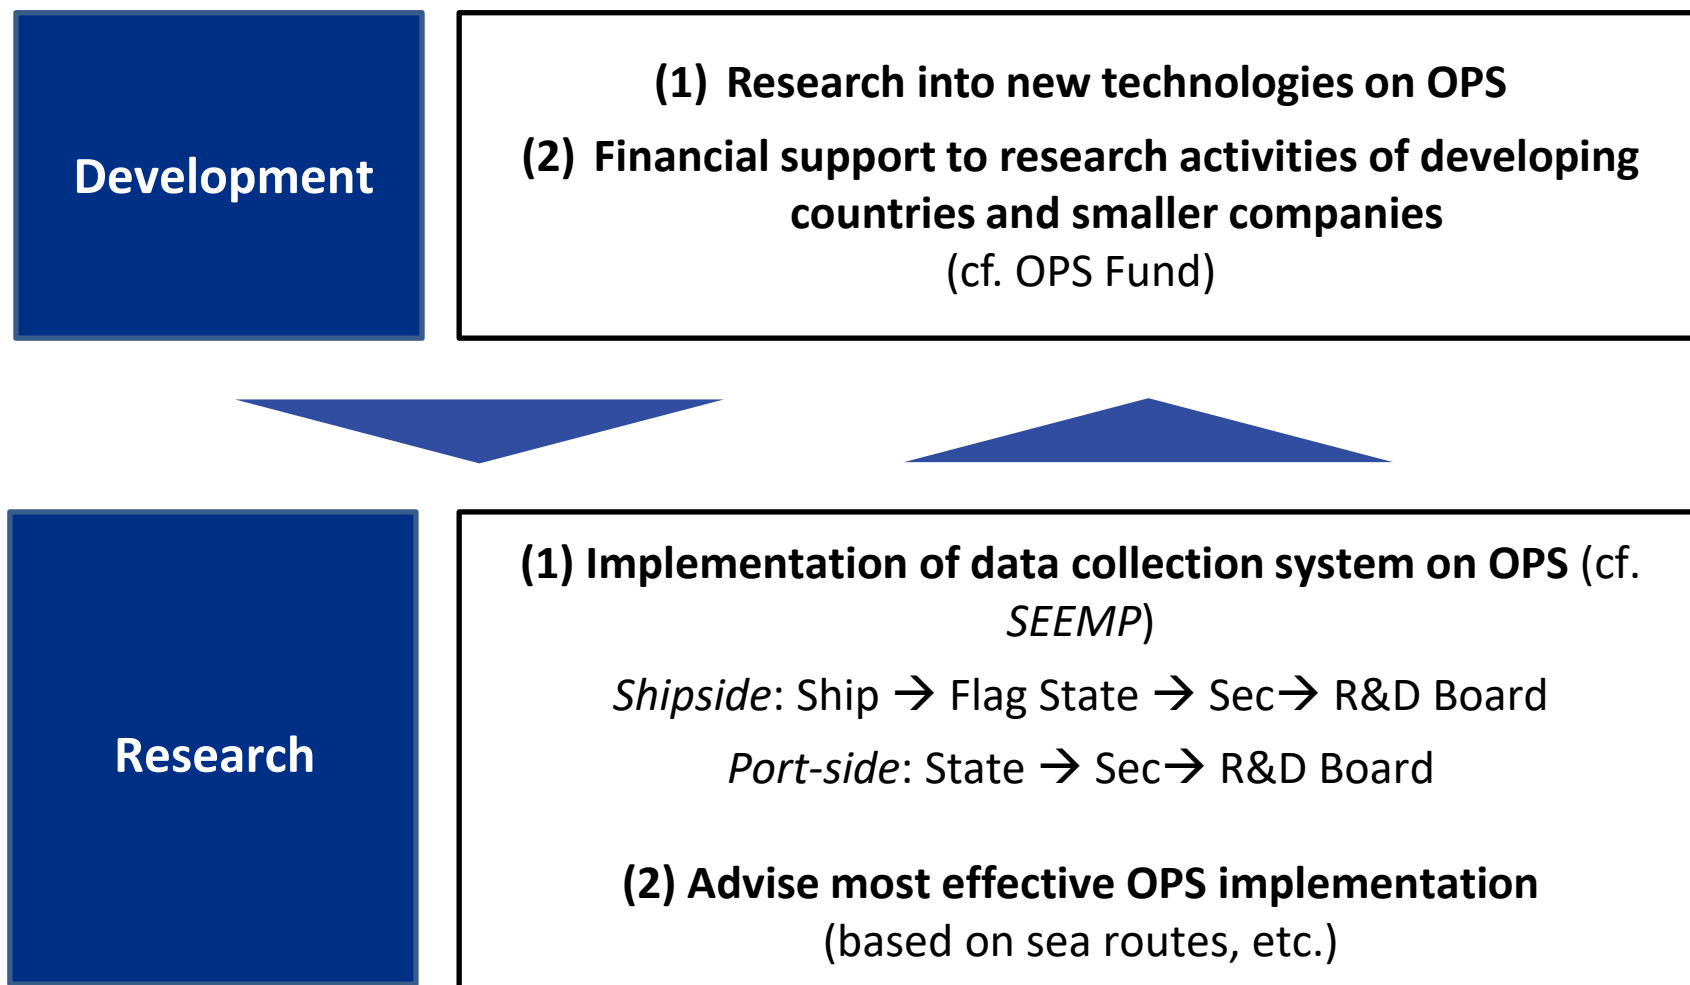 Development
(1) Research into new technologies on OPS
(2) Financial support to research activities of developing
countries and smaller companies
(cf. OPS Fund)
Research
(1) Implementation of data collection system on OPS (cf.
SEEMP)
Shipside: Ship → Flag State → Sec→ R&D Board
Port-side: State → Sec→ R&D Board
(2) Advise most effective OPS implementation
(based on sea routes, etc.)